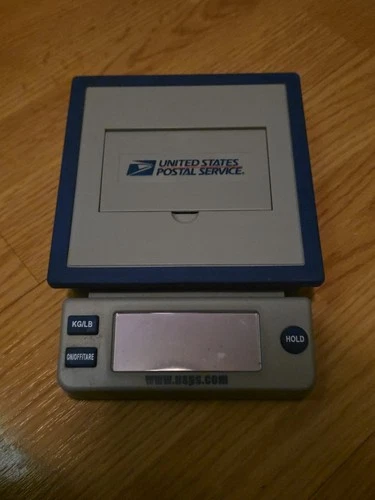 UNITED STATES
POSTAL SERVICE.
KG/LB
HOLD
ON/OFF/TARE
www.usps.com